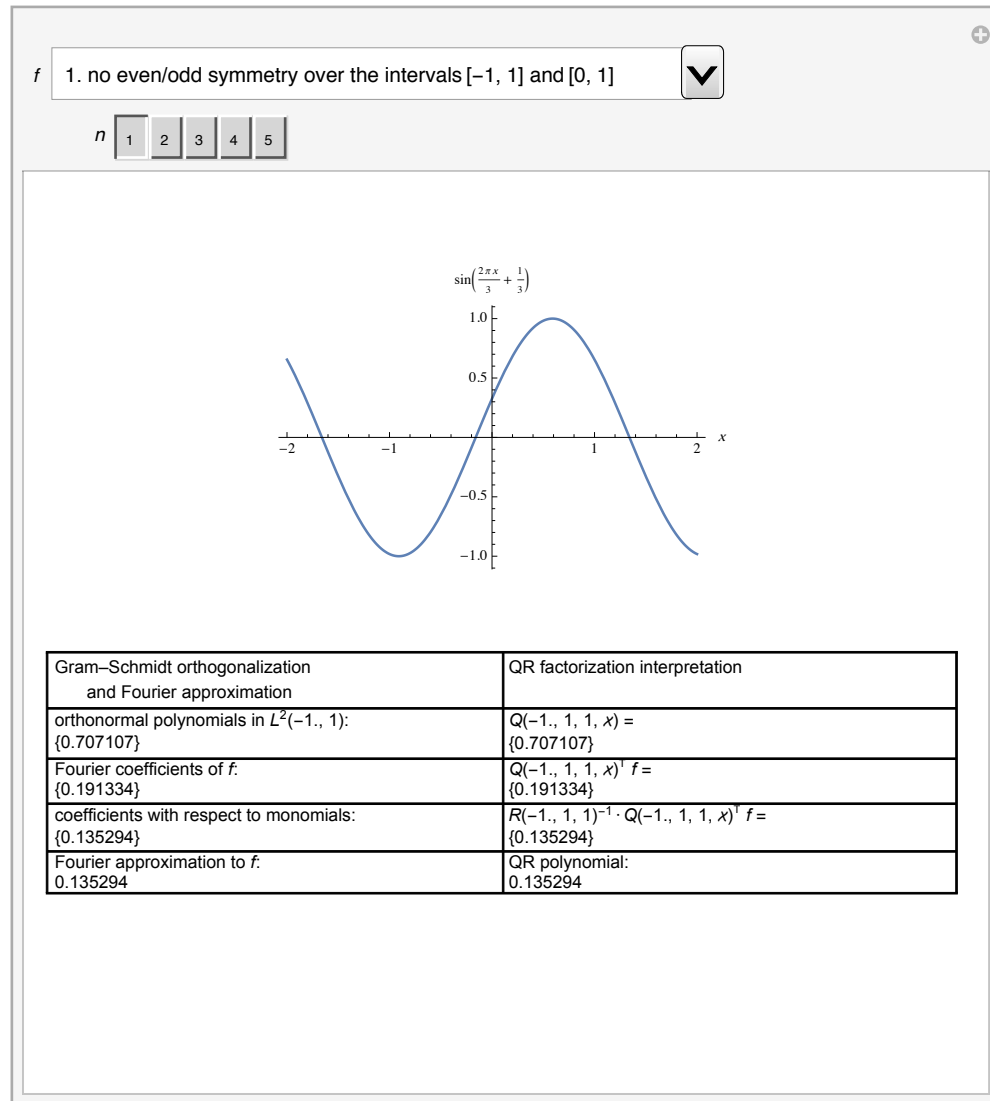 f 1. no even/odd symmetry over the intervals [−1, 1] and [0, 1]
n 1 2 3 4 5
sin(2 π x/3 + 1/3)
1.0
0.5
−2 −1 1 2 x
−0.5
−1.0
Gram–Schmidt orthogonalization
and Fourier approximation
QR factorization interpretation
orthonormal polynomials in L²(−1., 1):
{0.707107}
Q(−1., 1, 1, x) =
{0.707107}
Fourier coefficients of f:
{0.191334}
Q(−1., 1, 1, x)ᵀ f =
{0.191334}
coefficients with respect to monomials:
{0.135294}
R(−1., 1, 1)⁻¹ · Q(−1., 1, 1, x)ᵀ f =
{0.135294}
Fourier approximation to f:
0.135294
QR polynomial:
0.135294